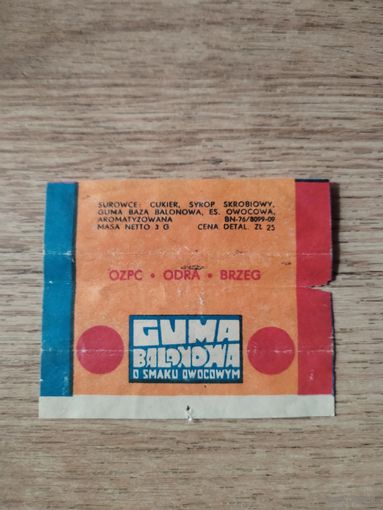 SUROWCE: CUKIER, SYROP SKROBIOWY,
GUMA BAZA BALONOWA, ES. OWOCOWA,
AROMATYZOWANA BN-76/8099-09
MASA NETTO 3 G CENA DETAL. ZŁ 25
OZPC • ODRA • BRZEG
GUMA
BALONOWA
O SMAKU OWOCOWYM